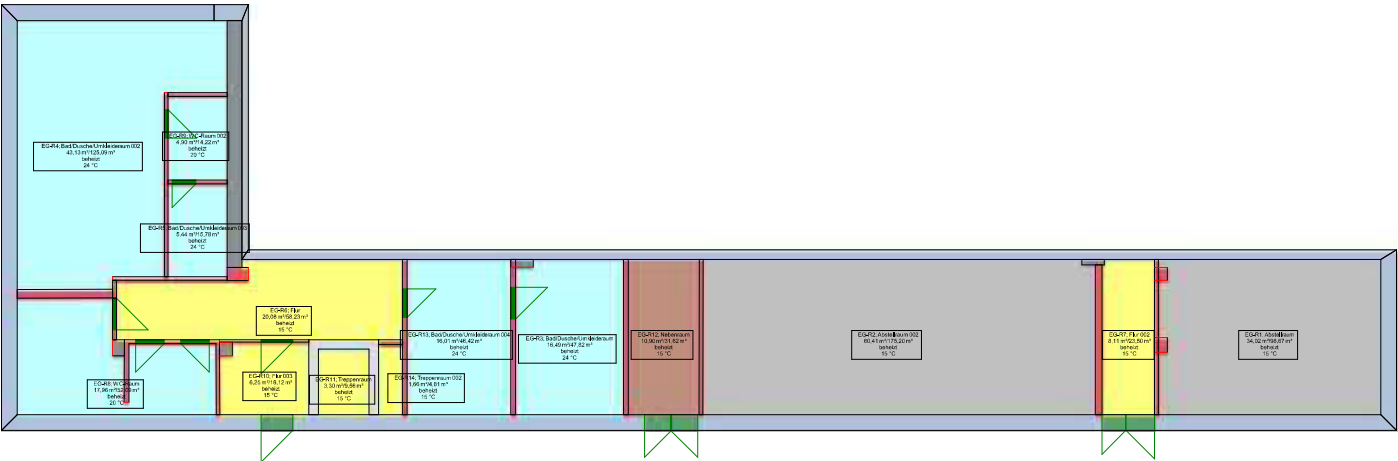 EG-R9; WC-Raum 002
4,90 m²/14,22 m³
beheizt
20 °C
EG-R4; Bad/Dusche/Umkleideraum 002
43,13 m²/125,09 m³
beheizt
24 °C
EG-R5; Bad/Dusche/Umkleideraum 003
5,44 m²/15,78 m³
beheizt
24 °C
EG-R6; Flur
20,08 m²/58,23 m³
beheizt
15 °C
EG-R13; Bad/Dusche/Umkleideraum 004
16,01 m²/46,42 m³
beheizt
24 °C
EG-R3; Bad/Dusche/Umkleideraum
16,49 m²/47,82 m³
beheizt
24 °C
EG-R12; Nebenraum
10,90 m²/31,62 m³
beheizt
15 °C
EG-R2; Abstellraum 002
60,41 m²/175,20 m³
beheizt
15 °C
EG-R7; Flur 002
8,11 m²/23,50 m³
beheizt
15 °C
EG-R1; Abstellraum
34,02 m²/98,67 m³
beheizt
15 °C
EG-R8; WC-Raum
beheizt
20 °C
EG-R10; Flur 003
6,25 m²/18,12 m³
beheizt
15 °C
EG-R11; Treppenraum
beheizt
15 °C
EG-R14; Treppenraum 002
1,66 m²/4,81 m³
beheizt
15 °C